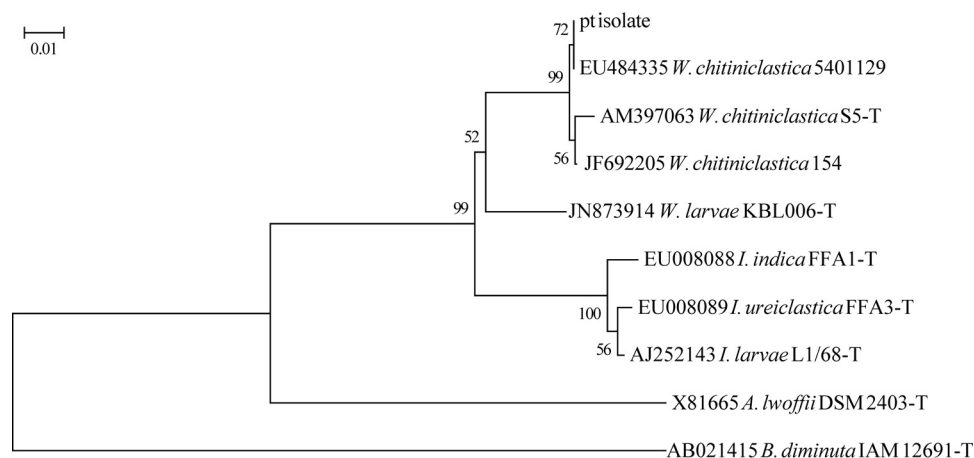 72 pt isolate
0.01
99 EU484335 W. chitiniclastica 5401129
AM397063 W. chitiniclastica S5-T
52
56 JF692205 W. chitiniclastica 154
99 JN873914 W. larvae KBL006-T
EU008088 I. indica FFA1-T
100 EU008089 I. ureiclastica FFA3-T
56 AJ252143 I. larvae L1/68-T
X81665 A. lwoffii DSM 2403-T
AB021415 B. diminuta IAM 12691-T